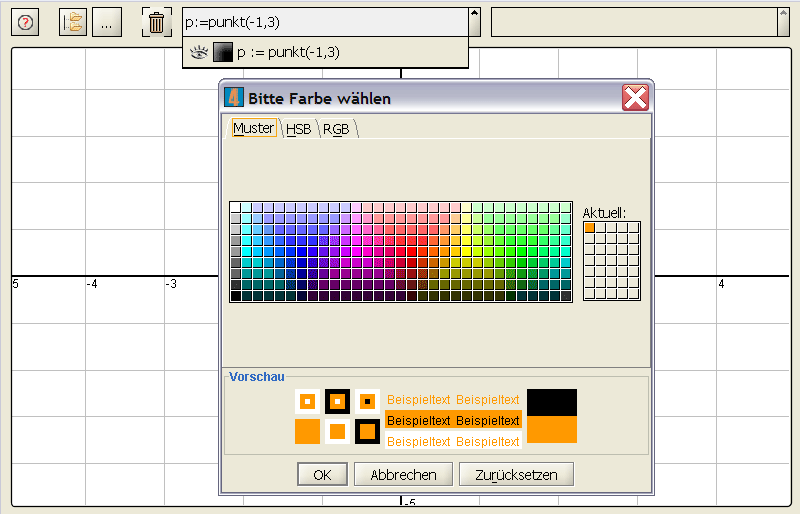 ?
...
p:=punkt(-1,3)
p := punkt(-1,3)
4 Bitte Farbe wählen
Muster HSB RGB
Aktuell:
5 -4 -3 4
Vorschau
Beispieltext Beispieltext
Beispieltext Beispieltext
Beispieltext Beispieltext
OK Abbrechen Zurücksetzen
-5